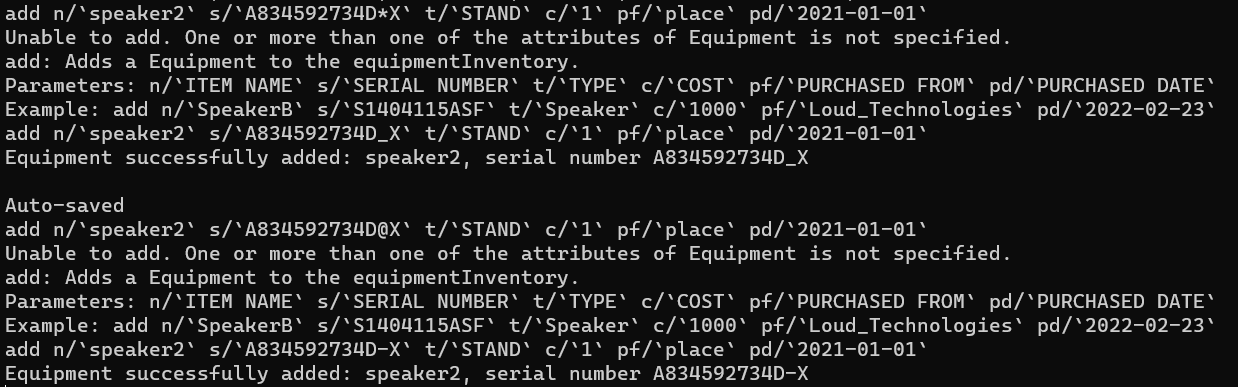 add n/`speaker2` s/`A834592734D*X` t/`STAND` c/`1` pf/`place` pd/`2021-01-01`
Unable to add. One or more than one of the attributes of Equipment is not specified.
add: Adds a Equipment to the equipmentInventory.
Parameters: n/`ITEM NAME` s/`SERIAL NUMBER` t/`TYPE` c/`COST` pf/`PURCHASED FROM` pd/`PURCHASED DATE`
Example: add n/`SpeakerB` s/`S1404115ASF` t/`Speaker` c/`1000` pf/`Loud_Technologies` pd/`2022-02-23`
add n/`speaker2` s/`A834592734D_X` t/`STAND` c/`1` pf/`place` pd/`2021-01-01`
Equipment successfully added: speaker2, serial number A834592734D_X
Auto-saved
add n/`speaker2` s/`A834592734D@X` t/`STAND` c/`1` pf/`place` pd/`2021-01-01`
Unable to add. One or more than one of the attributes of Equipment is not specified.
add: Adds a Equipment to the equipmentInventory.
Parameters: n/`ITEM NAME` s/`SERIAL NUMBER` t/`TYPE` c/`COST` pf/`PURCHASED FROM` pd/`PURCHASED DATE`
Example: add n/`SpeakerB` s/`S1404115ASF` t/`Speaker` c/`1000` pf/`Loud_Technologies` pd/`2022-02-23`
add n/`speaker2` s/`A834592734D-X` t/`STAND` c/`1` pf/`place` pd/`2021-01-01`
Equipment successfully added: speaker2, serial number A834592734D-X